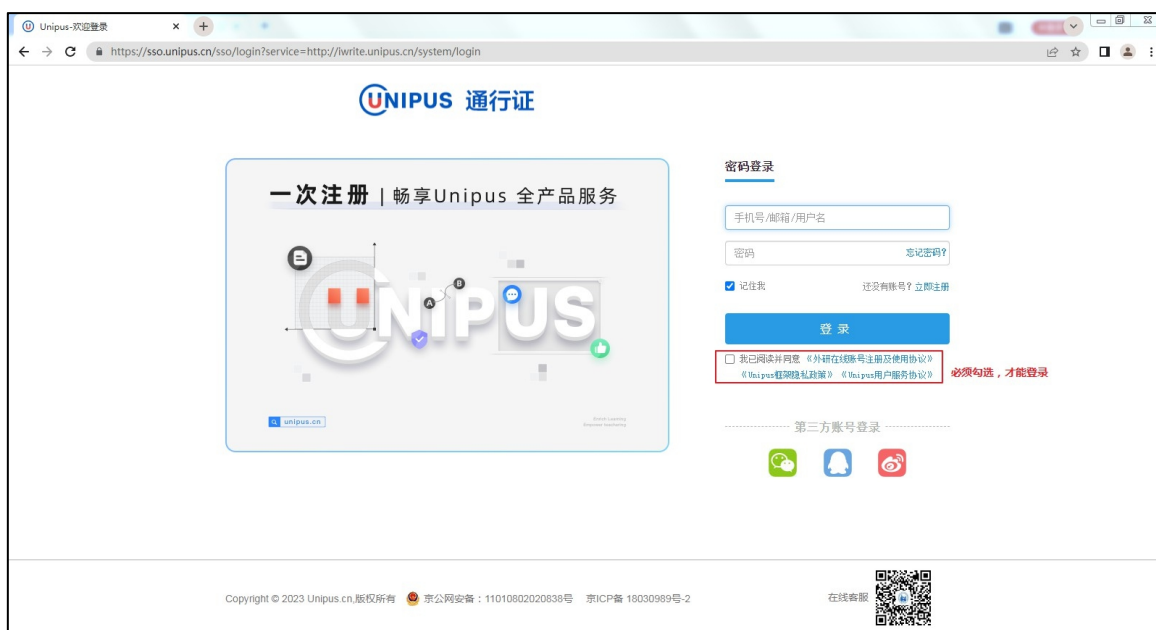 Unipus-欢迎登录
https://sso.unipus.cn/sso/login?service=http://iwrite.unipus.cn/system/login
UNIPUS 通行证
一次注册 | 畅享Unipus 全产品服务
UNIPUS
A
B
unipus.cn
密码登录
手机号/邮箱/用户名
密码 忘记密码?
记住我 还没有账号? 立即注册
登 录
我已阅读并同意 《外研在线账号注册及使用协议》
《Unipus框架隐私政策》 《Unipus用户服务协议》
必须勾选，才能登录
第三方账号登录
Copyright © 2023 Unipus.cn,版权所有 京公网安备：11010802020838号 京ICP备 18030989号-2
在线客服